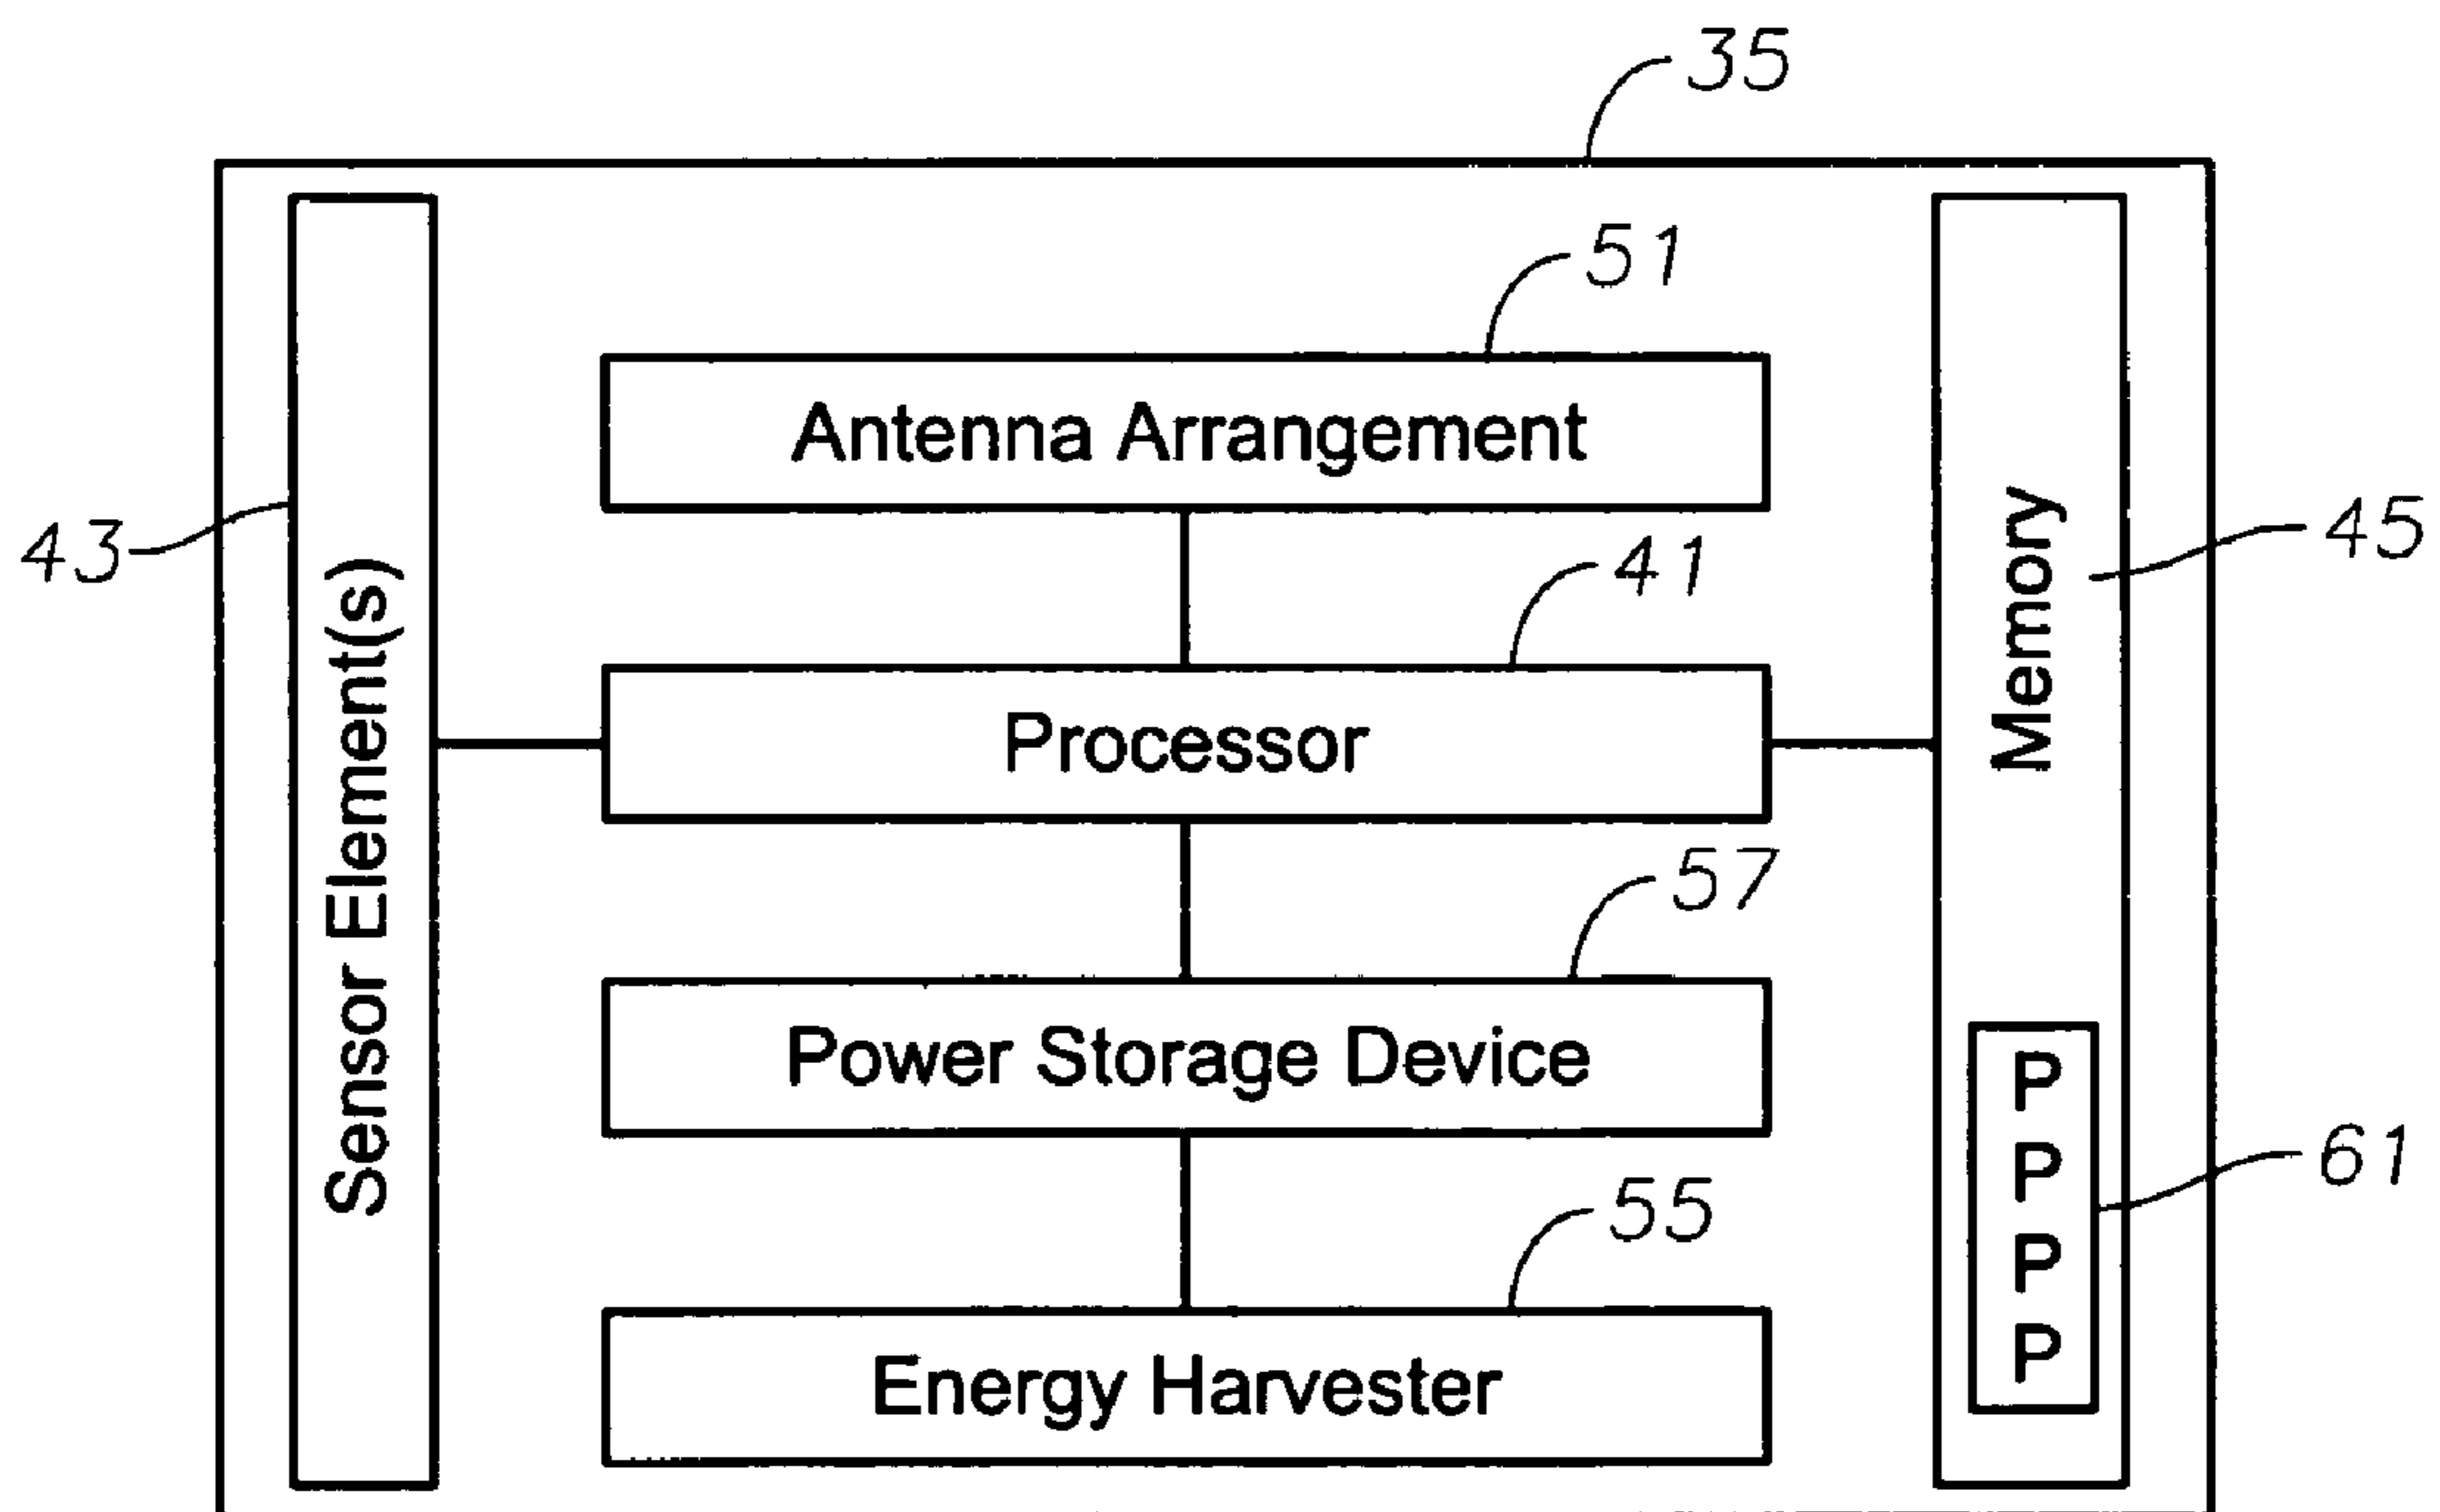 35
51
Antenna Arrangement
43
Sensor Element(s)
41
Processor
Memory
45
57
Power Storage Device
P
P
P
P
61
55
Energy Harvester